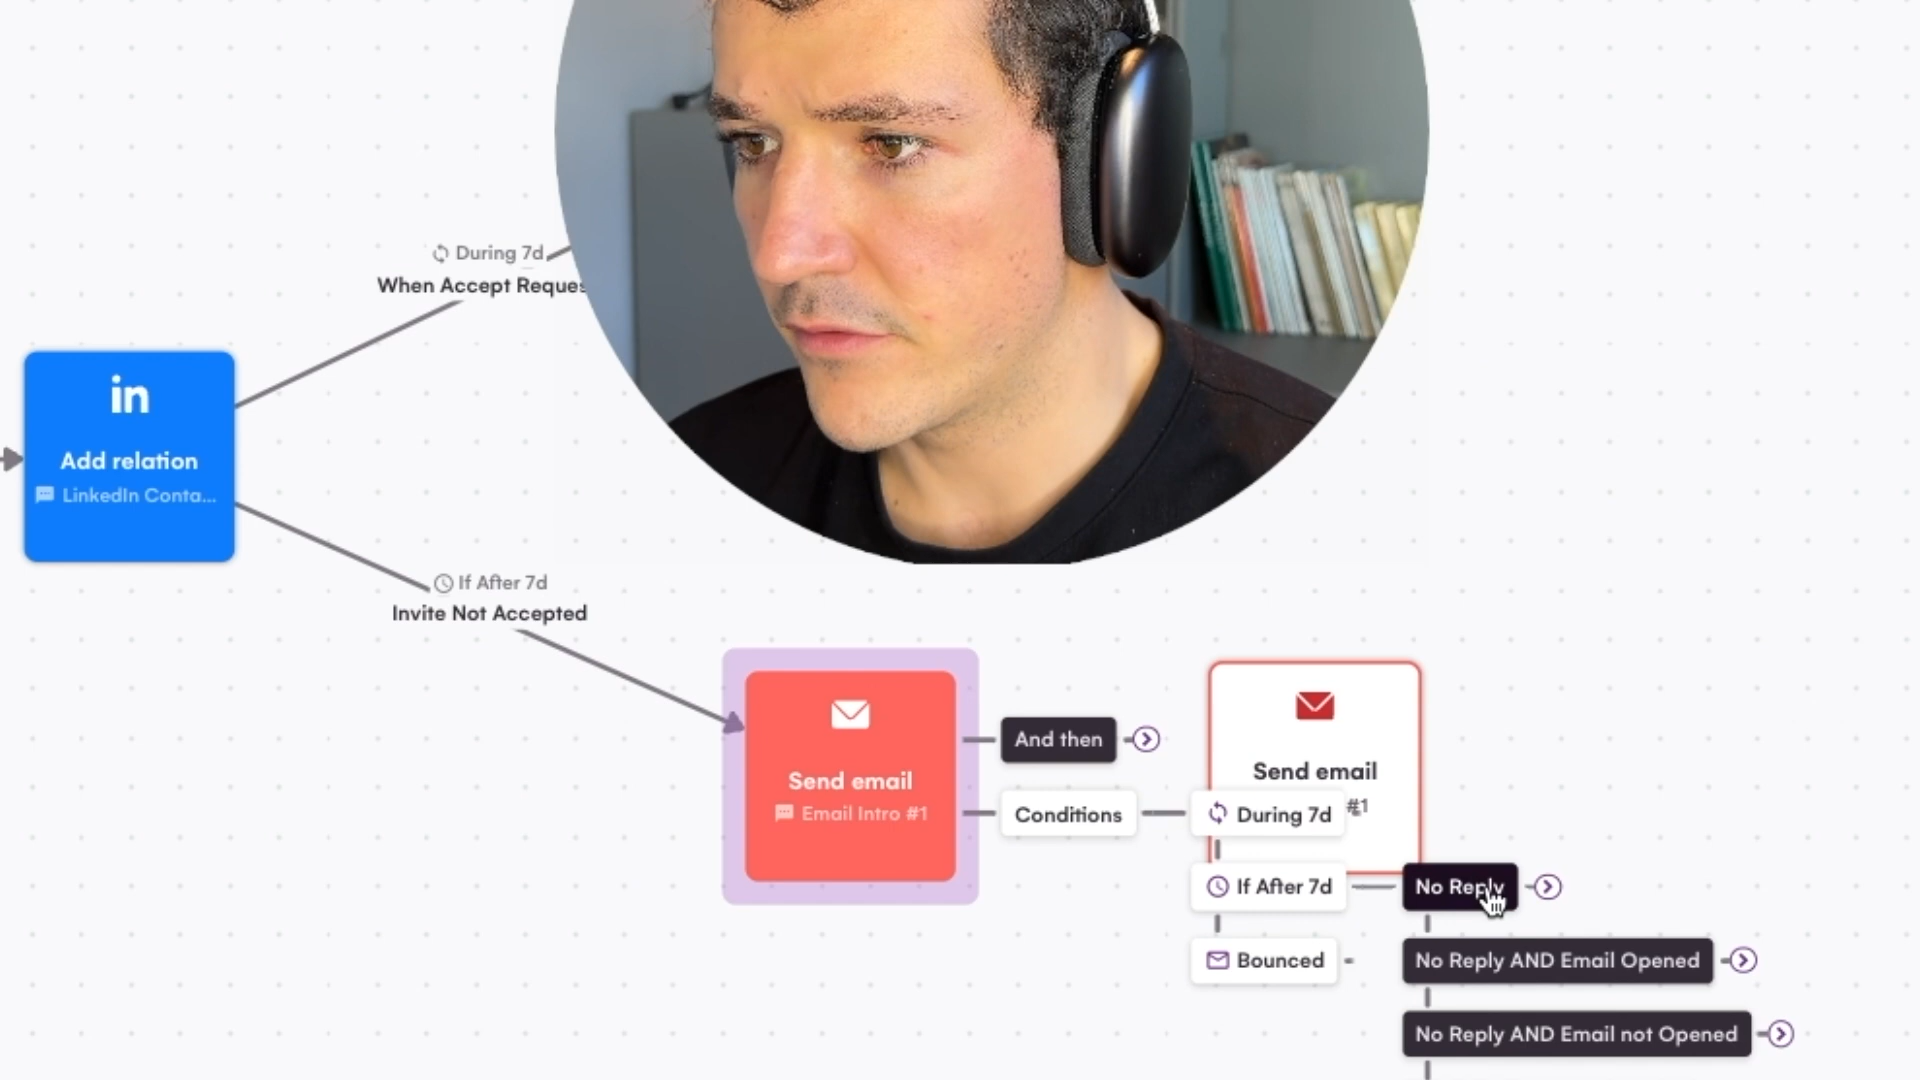 During 7d
When Accept Reques
in
Add relation
LinkedIn Conta...
If After 7d
Invite Not Accepted
Send email
Email Intro #1
And then
Conditions
Send email
#1
During 7d
If After 7d
Bounced
No Reply
No Reply AND Email Opened
No Reply AND Email not Opened